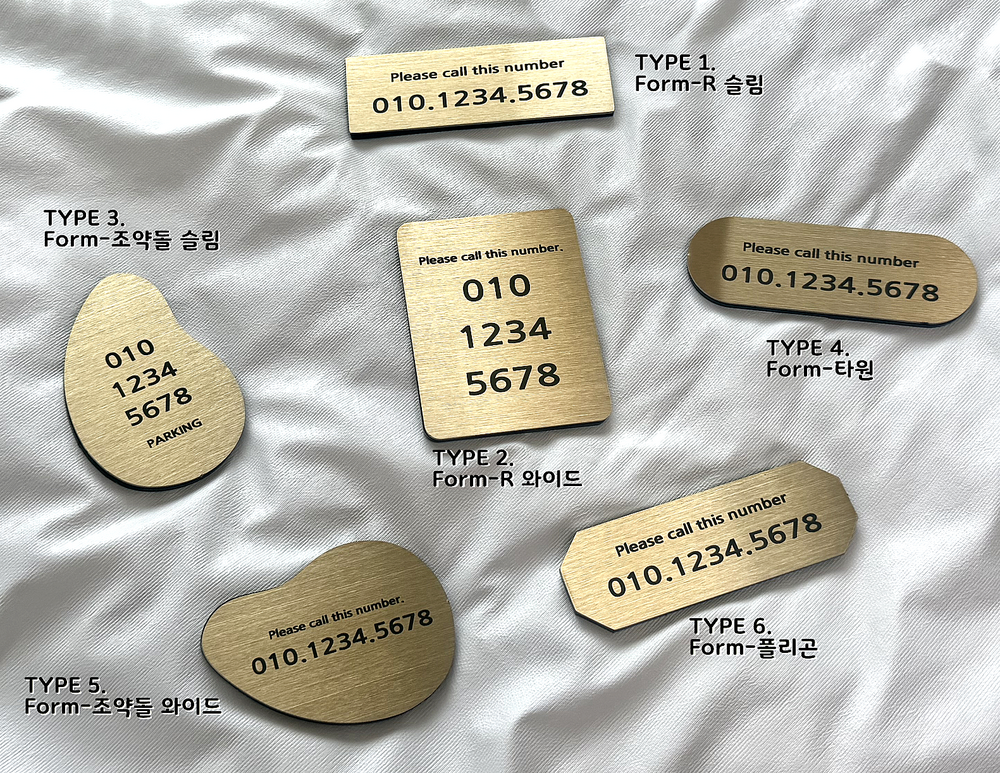 Please call this number
010.1234.5678
TYPE 1.
Form-R 슬림
TYPE 3.
Form-조약돌 슬림
010
1234
5678
PARKING
Please call this number.
010
1234
5678
TYPE 2.
Form-R 와이드
Please call this number
010.1234.5678
TYPE 4.
Form-타원
Please call this number.
010.1234.5678
TYPE 5.
Form-조약돌 와이드
Please call this number
010.1234.5678
TYPE 6.
Form-폴리곤